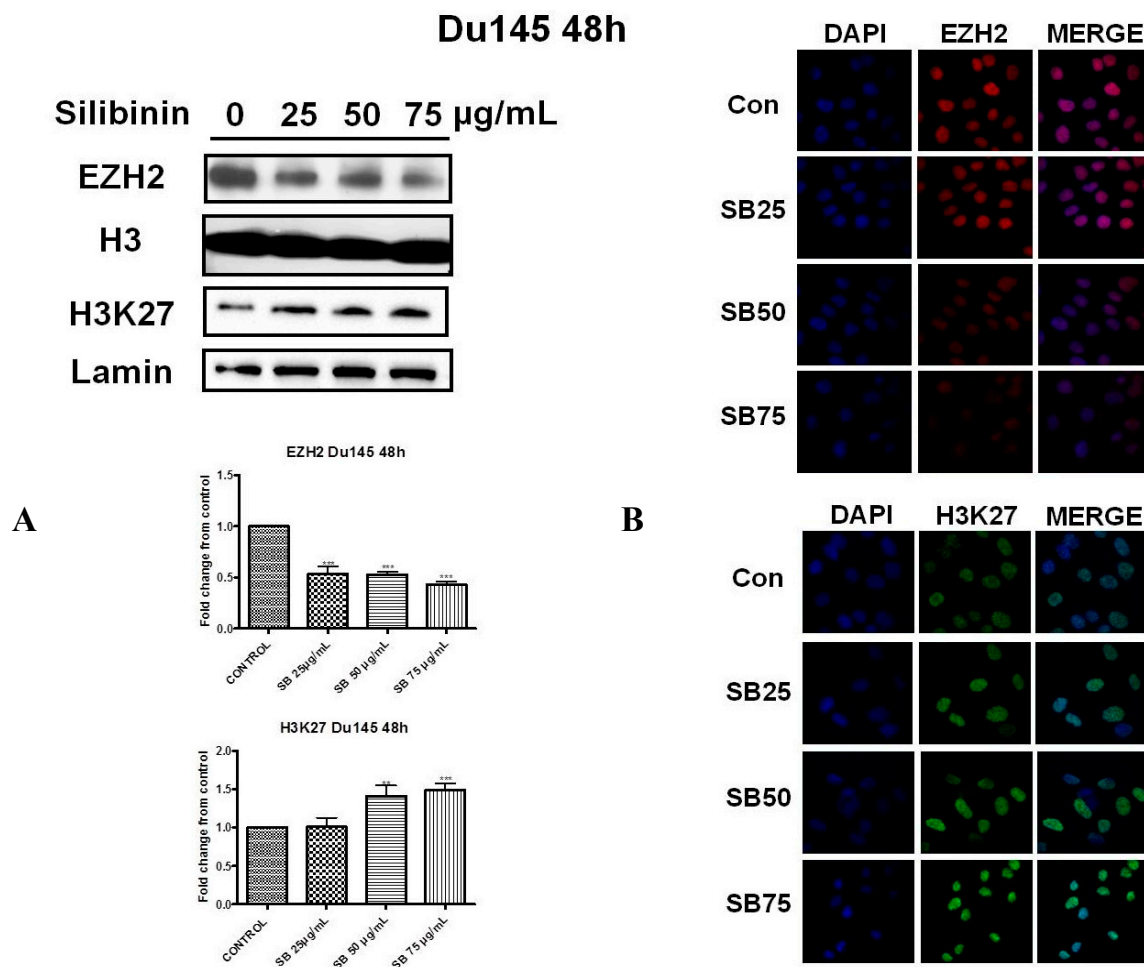 Du145 48h
Silibinin 0 25 50 75 µg/mL
EZH2
H3
H3K27
Lamin
EZH2 Du145 48h
Fold change from control
1.5
1.0
0.5
0.0
***
***
***
CONTROL
SB 25µg/mL
SB 50 µg/mL
SB 75 µg/mL
H3K27 Du145 48h
Fold change from control
2.0
1.5
1.0
0.5
0.0
**
***
CONTROL
SB 25µg/mL
SB 50 µg/mL
SB 75 µg/mL
A
DAPI EZH2 MERGE
Con
SB25
SB50
SB75
B
DAPI H3K27 MERGE
Con
SB25
SB50
SB75